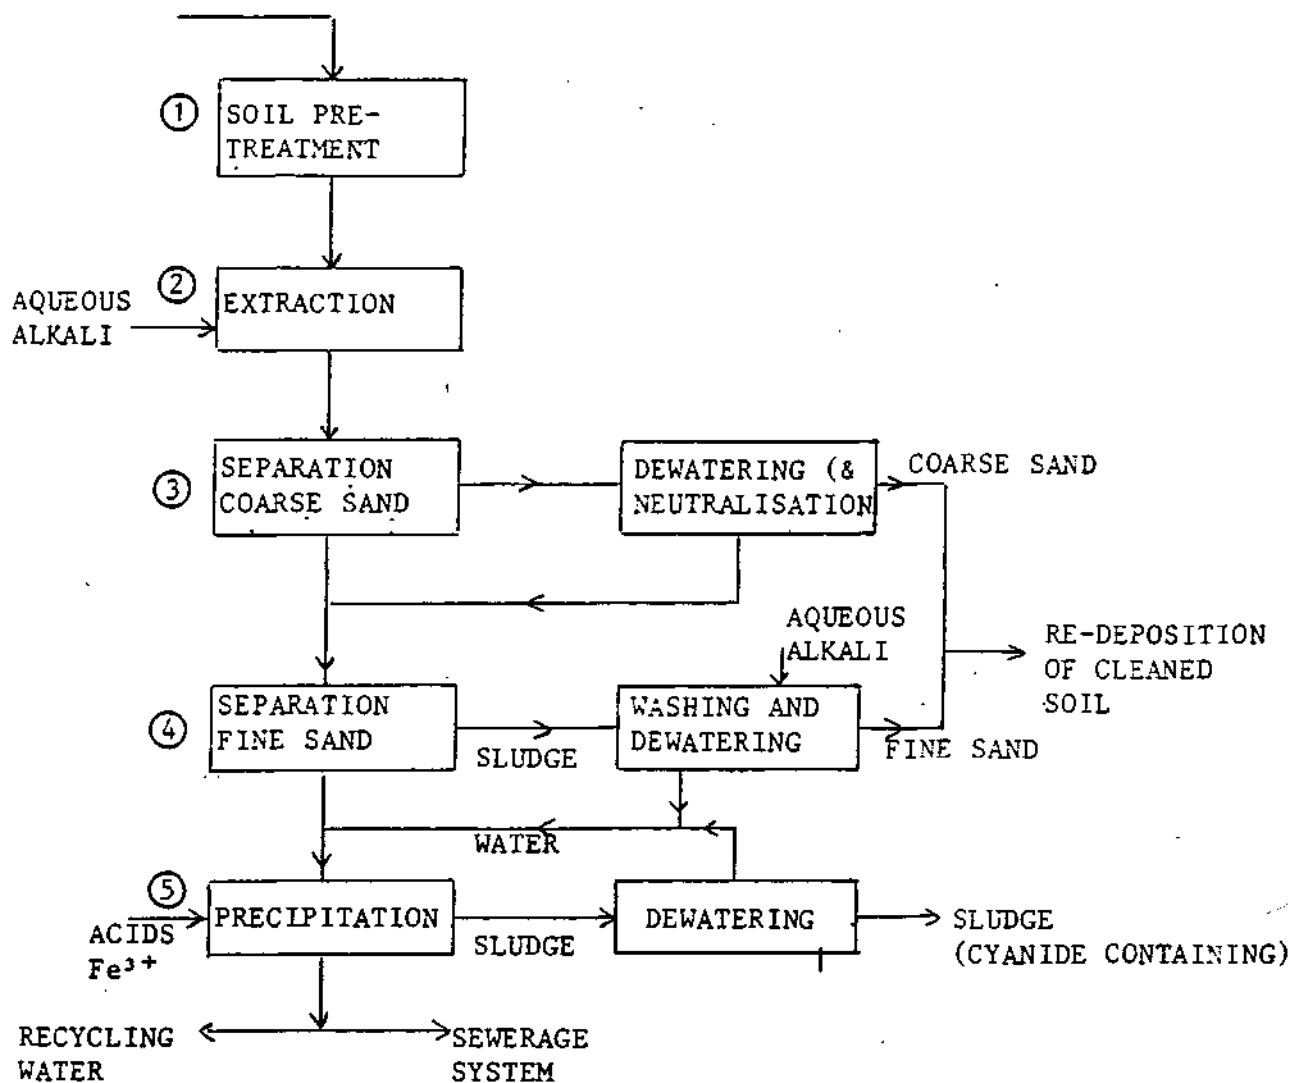 ①
SOIL PRE-
TREATMENT
②
AQUEOUS
ALKALI
EXTRACTION
③
SEPARATION
COARSE SAND
DEWATERING (&
NEUTRALISATION
COARSE SAND
AQUEOUS
ALKALI
RE-DEPOSITION
OF CLEANED
SOIL
④
SEPARATION
FINE SAND
SLUDGE
WASHING AND
DEWATERING
FINE SAND
WATER
⑤
ACIDS
Fe³⁺
PRECIPITATION
SLUDGE
DEWATERING
SLUDGE
(CYANIDE CONTAINING)
RECYCLING
WATER
SEWERAGE
SYSTEM